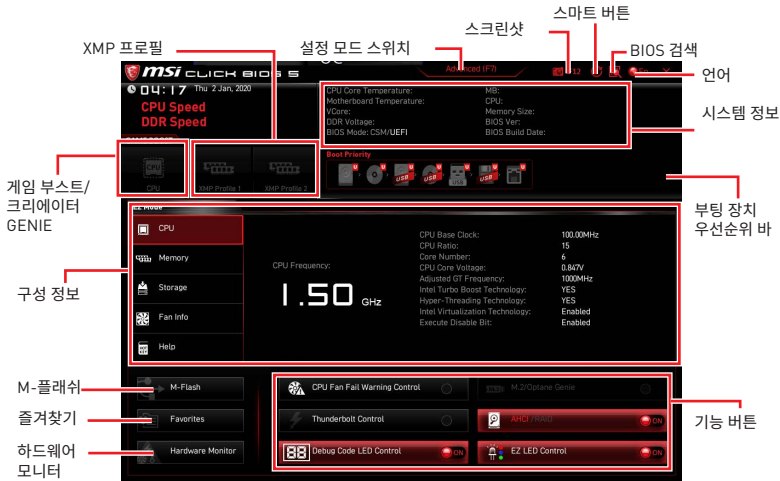 스마트 버튼
스크린샷
XMP 프로필
설정 모드 스위치
BIOS 검색
msi CLICK BIOS 5
Advanced (F7)
F12
En
X
언어
04:17 Thu 2 Jan, 2020
CPU Speed
DDR Speed
CPU Core Temperature:
Motherboard Temperature:
VCore:
DDR Voltage:
BIOS Mode: CSM/UEFI
MB:
CPU:
Memory Size:
BIOS Ver:
BIOS Build Date:
시스템 정보
CPU
XMP Profile 1
XMP Profile 2
Boot Priority
U
U
USB U
USB U
USB U
USB U
U
게임 부스트/
크리에이터
GENIE
부팅 장치
우선순위 바
EZ Mode
CPU
Memory
Storage
Fan Info
Help
CPU Frequency:
1.50 GHz
CPU Base Clock: 100.00MHz
CPU Ratio: 15
Core Number: 6
CPU Core Voltage: 0.847V
Adjusted GT Frequency: 1000MHz
Intel Turbo Boost Technology: YES
Hyper-Threading Technology: YES
Intel Virtualization Technology: Enabled
Execute Disable Bit: Enabled
구성 정보
M-플래쉬
즐겨찾기
하드웨어
모니터
M-Flash
Favorites
Hardware Monitor
CPU Fan Fail Warning Control
M.2/Optane Genie
Thunderbolt Control
AHCI /RAID
ON
88 Debug Code LED Control
ON
EZ LED Control
ON
기능 버튼